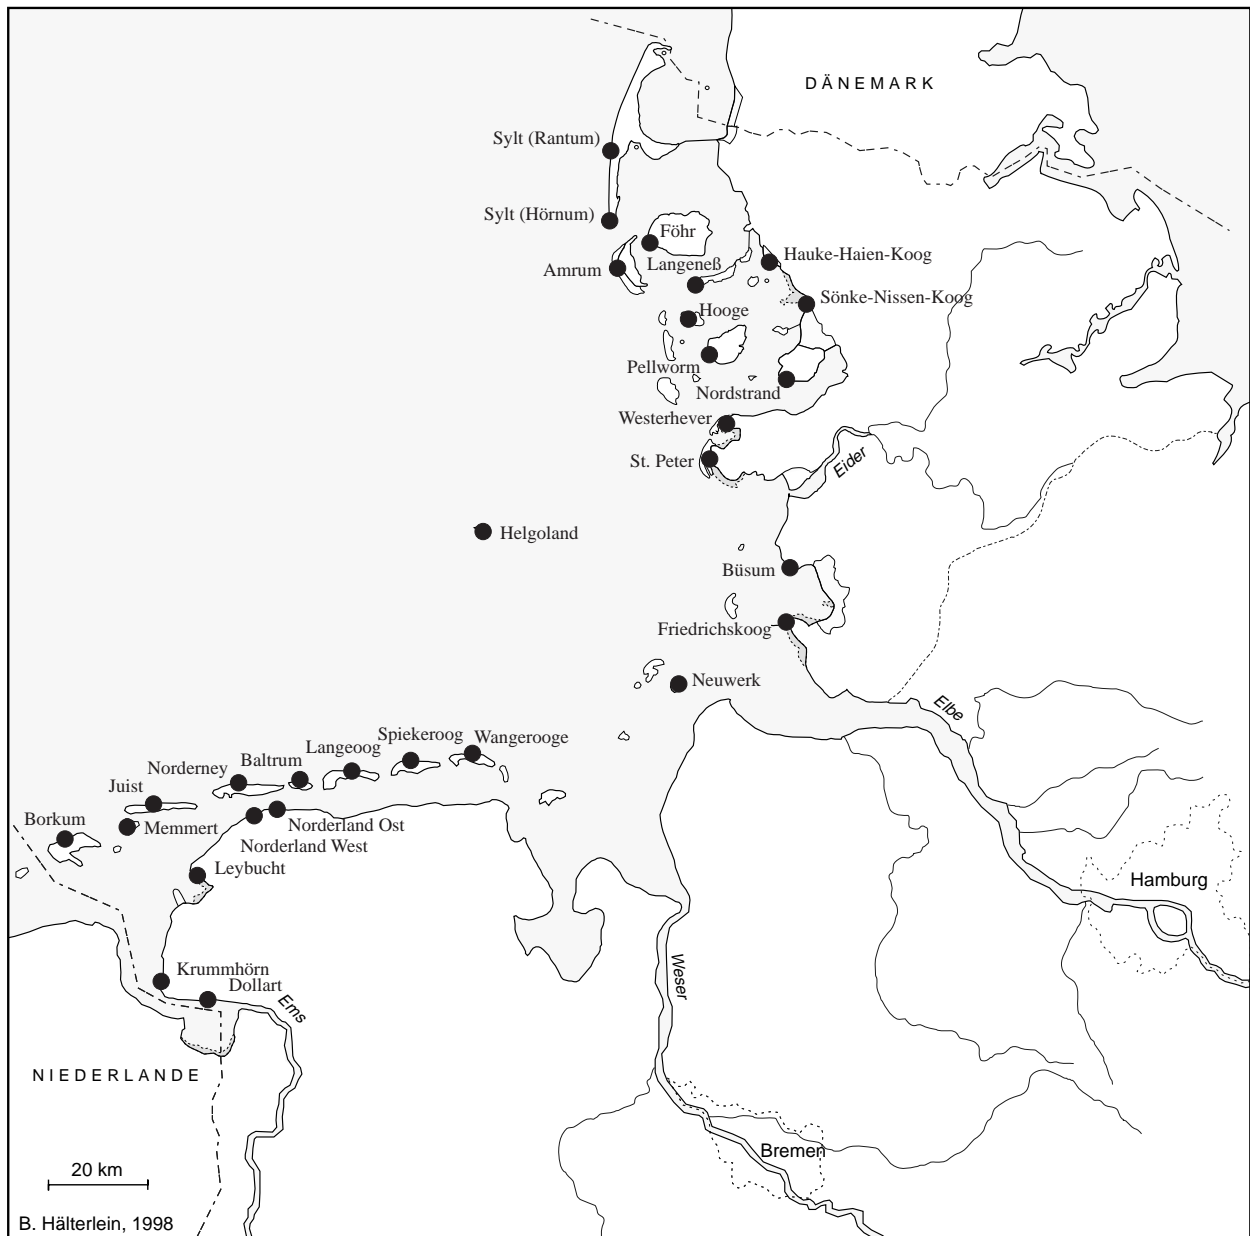 DÄNEMARK
Sylt (Rantum)
Sylt (Hörnum)
Föhr
Hauke-Haien-Koog
Amrum
Langeneß
Sönke-Nissen-Koog
Hooge
Pellworm
Nordstrand
Westerhever
St. Peter
Eider
Helgoland
Büsum
Friedrichskoog
Neuwerk
Elbe
Spiekeroog
Wangerooge
Langeoog
Baltrum
Norderney
Juist
Borkum
Memmert
Norderland Ost
Norderland West
Leybucht
Hamburg
Krummhörn
Dollart
Weser
Ems
NIEDERLANDE
Bremen
20 km
B. Hälterlein, 1998